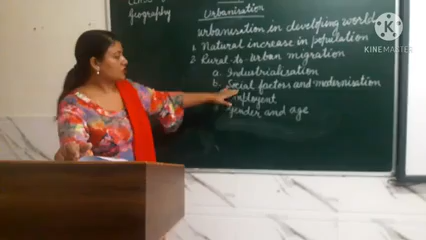 Geography
Urbanisation
urbanisation in developing world
1. Natural increase in population
2. Rural-to-urban migration
a. Industrialisation
b. Social factors and modernisation
Employent
Gender and age
KINEMASTER